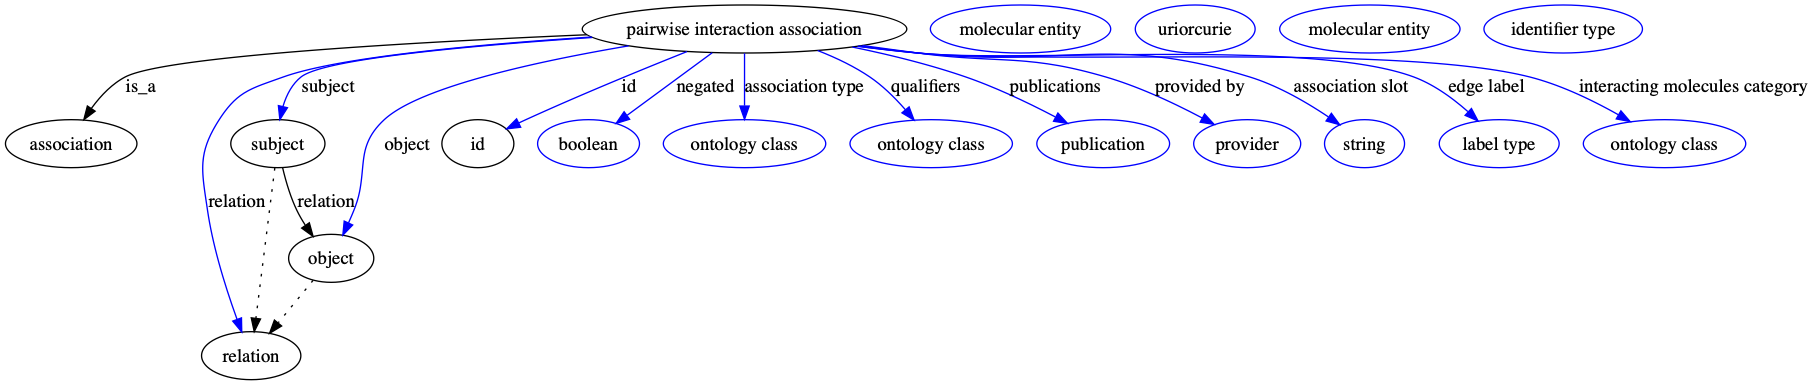 pairwise interaction association
molecular entity
uriorcurie
molecular entity
identifier type
is_a
subject
object
id
negated
association type
qualifiers
publications
provided by
association slot
edge label
interacting molecules category
association
subject
id
boolean
ontology class
ontology class
publication
provider
string
label type
ontology class
relation
relation
object
relation